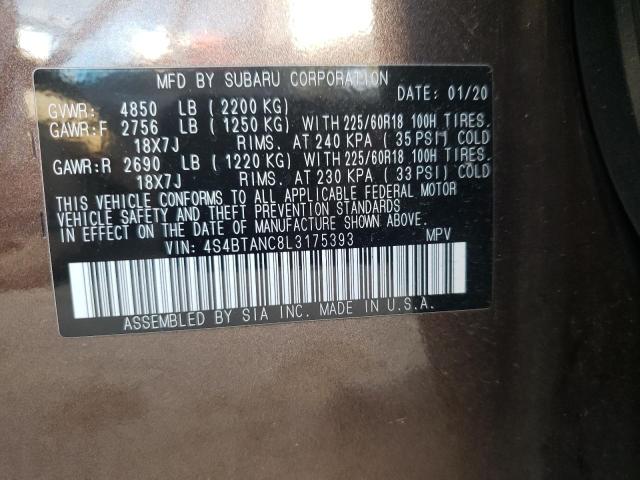 MFD BY SUBARU CORPORATION
DATE: 01/20
GVWR: 4850 LB ( 2200 KG)
GAWR:F 2756 LB ( 1250 KG) WITH 225/60R18 100H TIRES.
18X7J RIMS. AT 240 KPA ( 35 PSI) COLD
GAWR:R 2690 LB ( 1220 KG) WITH 225/60R18 100H TIRES.
18X7J RIMS. AT 230 KPA ( 33 PSI) COLD
THIS VEHICLE CONFORMS TO ALL APPLICABLE FEDERAL MOTOR
VEHICLE SAFETY AND THEFT PREVENTION STANDARDS
IN EFFECT ON THE DATE OF MANUFACTURE SHOWN ABOVE.
VIN: 4S4BTANC8L3175393 MPV
ASSEMBLED BY SIA INC. MADE IN U.S.A.